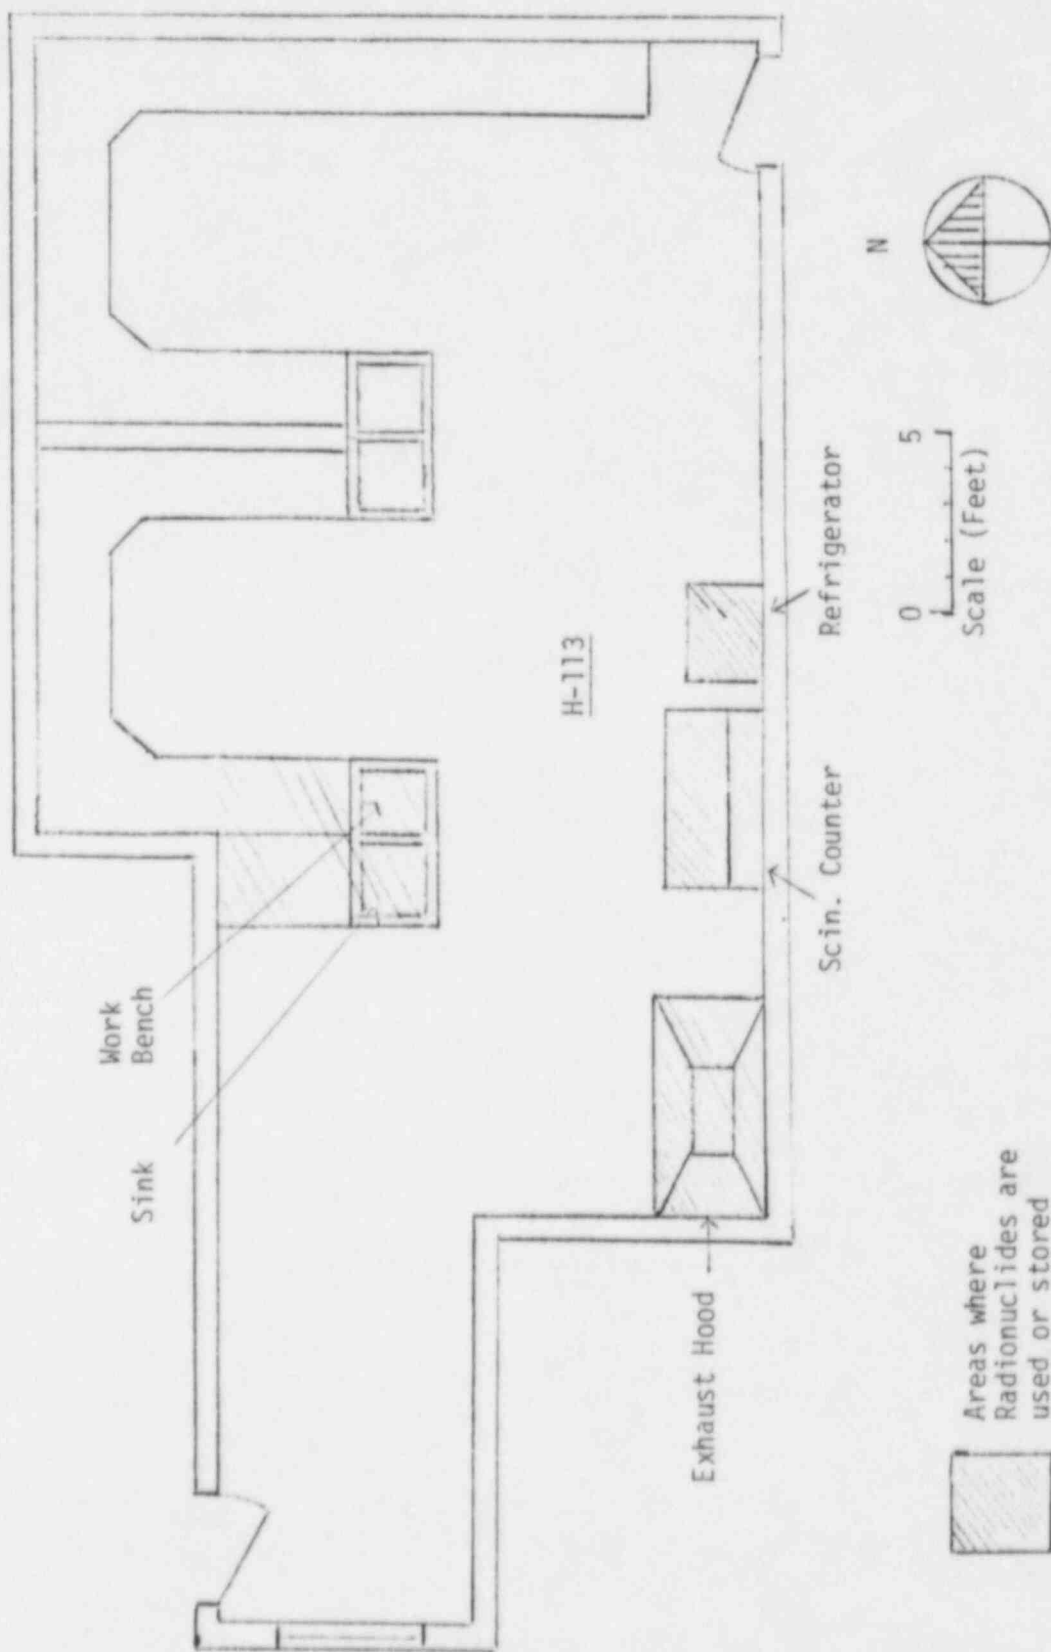 Work
Bench
Sink
H-113
Refrigerator
Scin. Counter
Exhaust Hood
N
0 5
Scale (Feet)
Areas where
Radionuclides are
used or stored